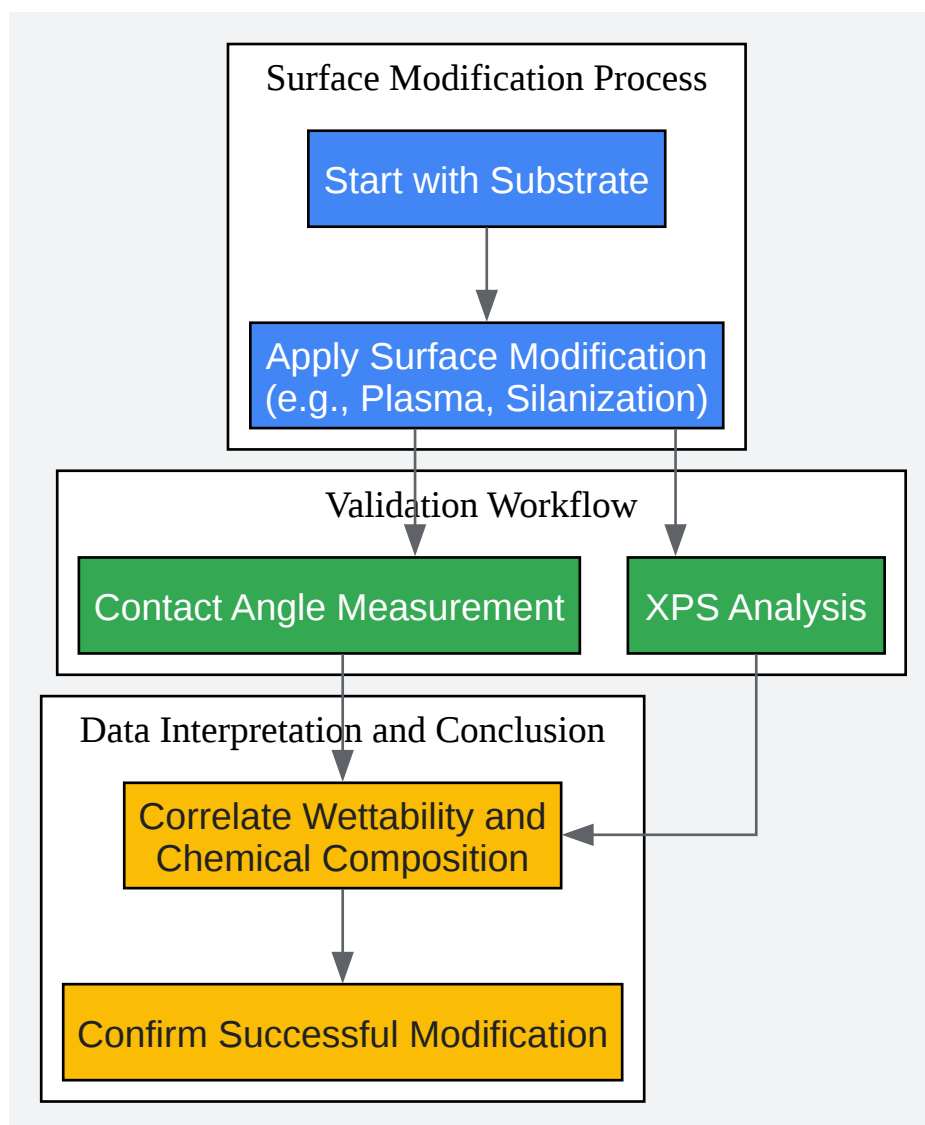 Surface Modification Process
Start with Substrate
Apply Surface Modification
(e.g., Plasma, Silanization)
Validation Workflow
Contact Angle Measurement
XPS Analysis
Data Interpretation and Conclusion
Correlate Wettability and
Chemical Composition
Confirm Successful Modification